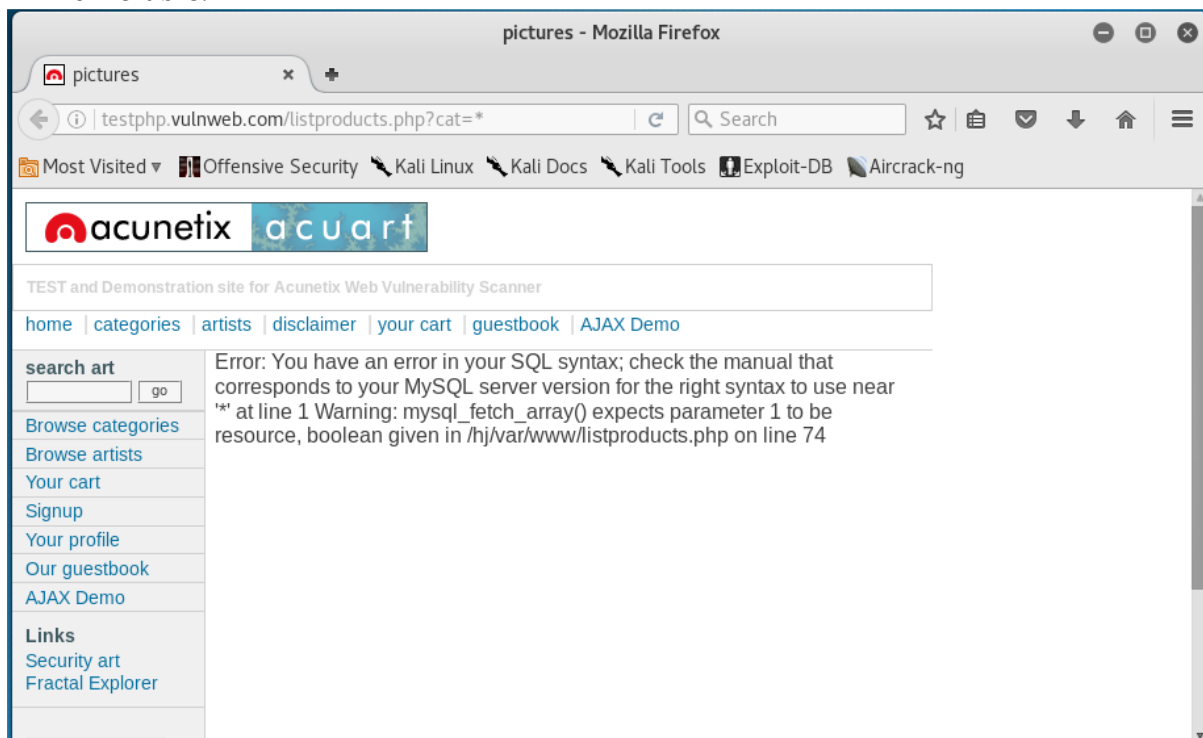 pictures - Mozilla Firefox
pictures
testphp.vulnweb.com/listproducts.php?cat=*
Search
Most Visited
Offensive Security
Kali Linux
Kali Docs
Kali Tools
Exploit-DB
Aircrack-ng
acunetix acuart
TEST and Demonstration site for Acunetix Web Vulnerability Scanner
home | categories | artists | disclaimer | your cart | guestbook | AJAX Demo
search art
go
Browse categories
Browse artists
Your cart
Signup
Your profile
Our guestbook
AJAX Demo
Links
Security art
Fractal Explorer
Error: You have an error in your SQL syntax; check the manual that
corresponds to your MySQL server version for the right syntax to use near
'*' at line 1 Warning: mysql_fetch_array() expects parameter 1 to be
resource, boolean given in /hj/var/www/listproducts.php on line 74